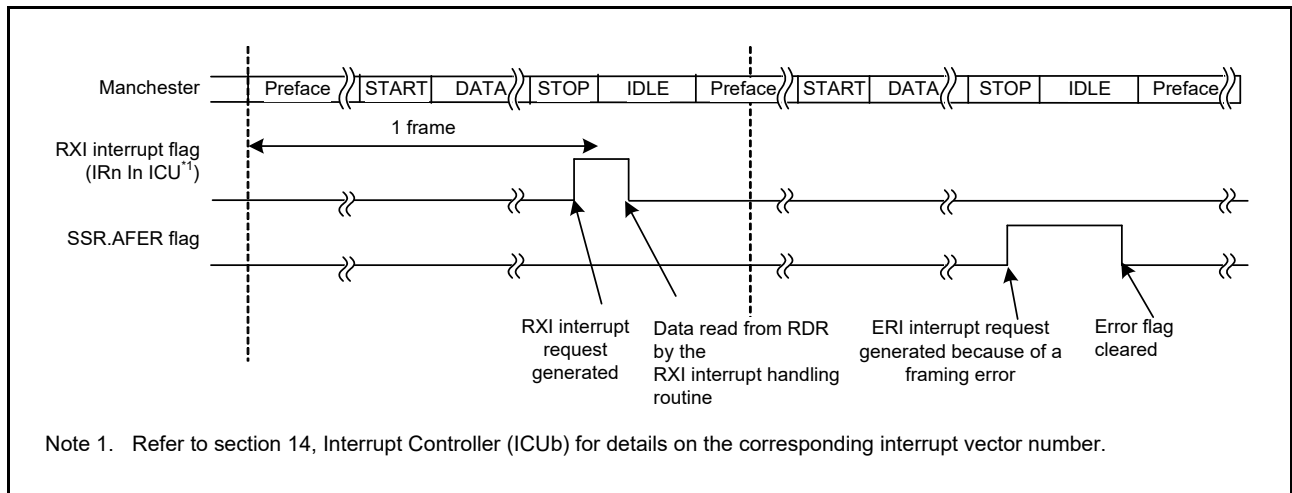 Manchester
Preface START DATA STOP IDLE Preface START DATA STOP IDLE Preface
1 frame
RXI interrupt flag
(IRn In ICU*1)
SSR.AFER flag
RXI interrupt
request
generated
Data read from RDR
by the
RXI interrupt handling
routine
ERI interrupt request
generated because of a
framing error
Error flag
cleared
Note 1. Refer to section 14, Interrupt Controller (ICUb) for details on the corresponding interrupt vector number.